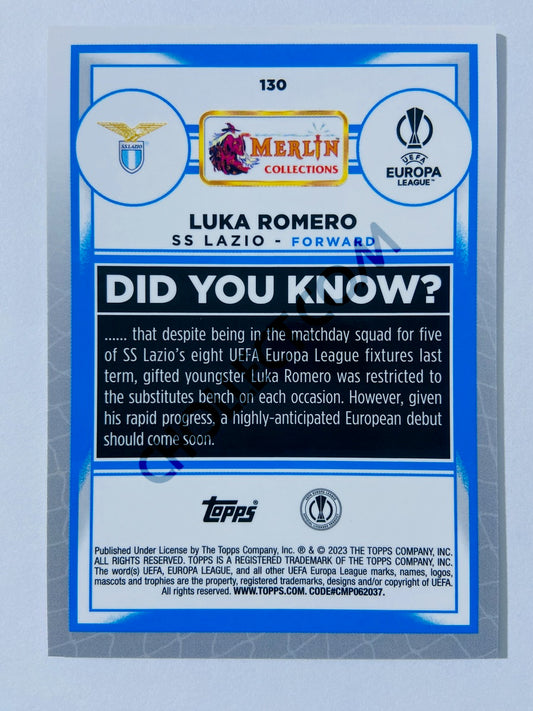 130
S.S.LAZIO
MERLIN
COLLECTIONS
UEFA
EUROPA
LEAGUE™
LUKA ROMERO
SS LAZIO - FORWARD
DID YOU KNOW?
...... that despite being in the matchday squad for five
of SS Lazio's eight UEFA Europa League fixtures last
term, gifted youngster Luka Romero was restricted to
the substitutes bench on each occasion. However, given
his rapid progress, a highly-anticipated European debut
should come soon.
topps®
Published Under License by The Topps Company, Inc. ® & © 2023 THE TOPPS COMPANY, INC.
ALL RIGHTS RESERVED. TOPPS IS A REGISTERED TRADEMARK OF THE TOPPS COMPANY, INC.
The word(s) UEFA, EUROPA LEAGUE, and all other UEFA Europa League marks, names, logos,
mascots and trophies are the property, registered trademarks, designs and/or copyright of UEFA.
All rights reserved. WWW.TOPPS.COM. CODE#CMP062037.